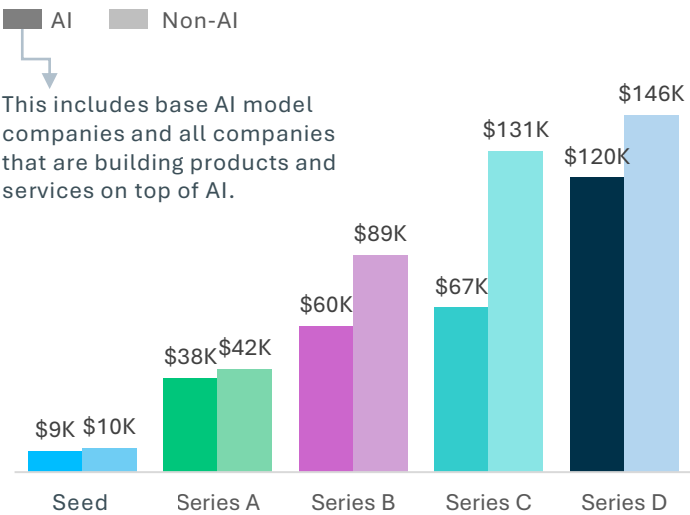 AI Non-AI
This includes base AI model
companies and all companies
that are building products and
services on top of AI.
$9K $10K
$38K $42K
$60K $89K
$67K $131K
$120K $146K
Seed Series A Series B Series C Series D